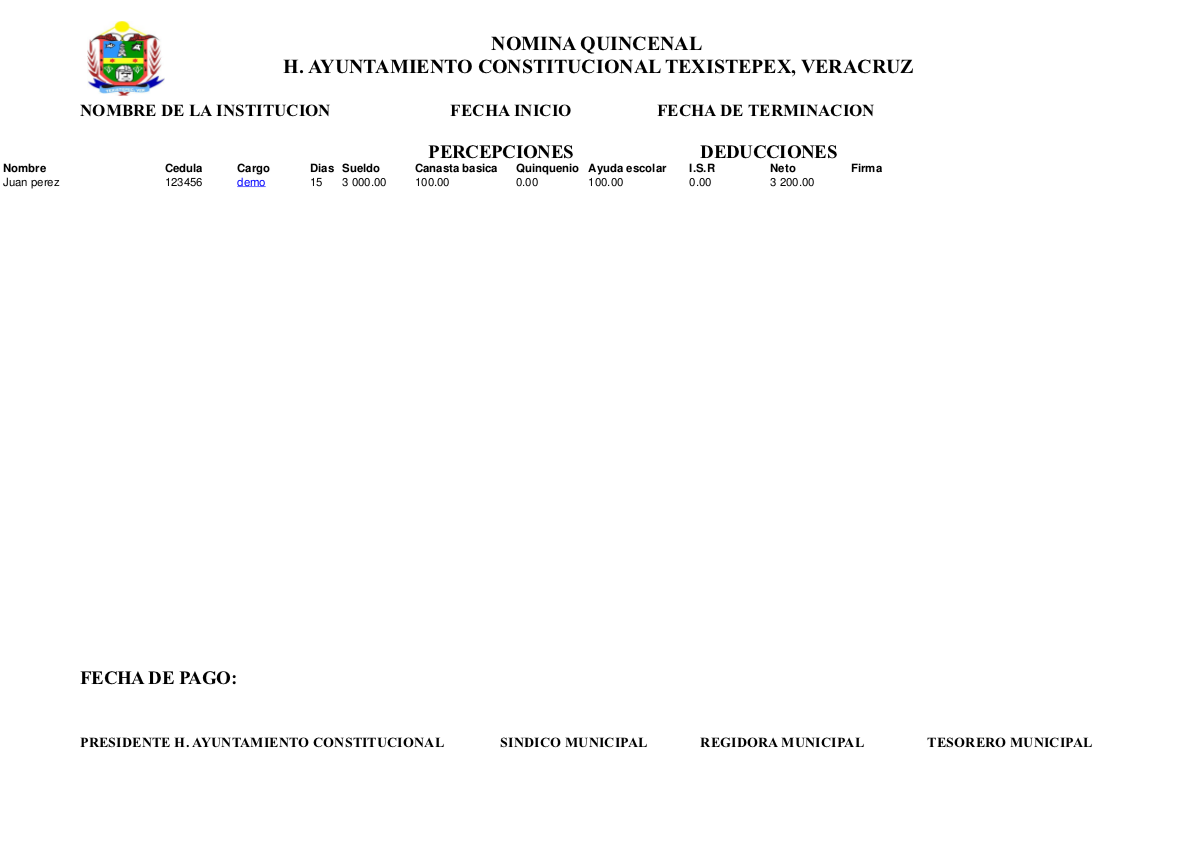 NOMINA QUINCENAL
H. AYUNTAMIENTO CONSTITUCIONAL TEXISTEPEX, VERACRUZ
NOMBRE DE LA INSTITUCION FECHA INICIO FECHA DE TERMINACION
PERCEPCIONES DEDUCCIONES
Nombre Cedula Cargo Dias Sueldo Canasta basica Quinquenio Ayuda escolar I.S.R Neto Firma
Juan perez 123456 demo 15 3 000.00 100.00 0.00 100.00 0.00 3 200.00
FECHA DE PAGO:
PRESIDENTE H. AYUNTAMIENTO CONSTITUCIONAL SINDICO MUNICIPAL REGIDORA MUNICIPAL TESORERO MUNICIPAL